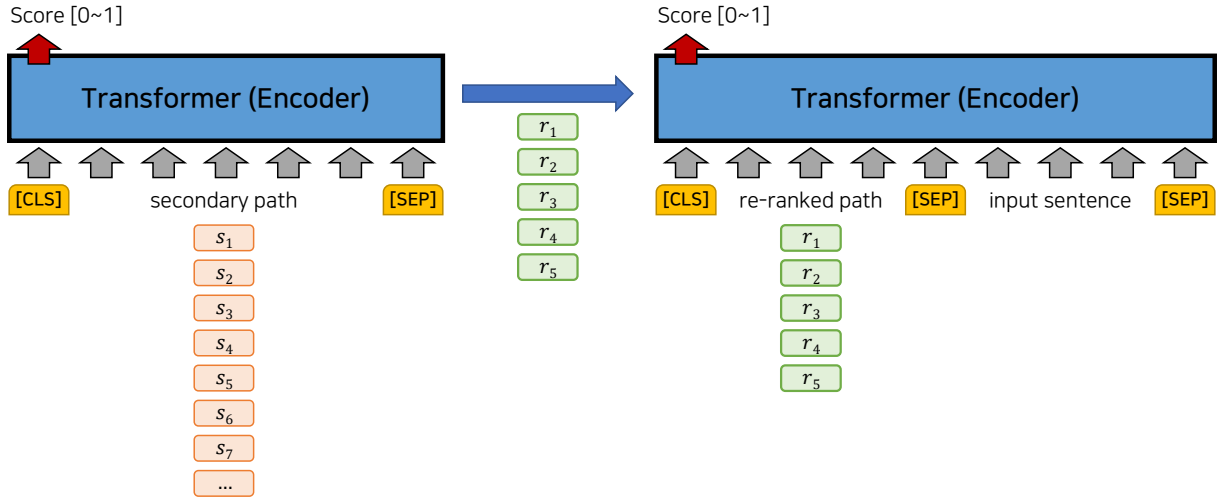 Score [0~1]
Transformer (Encoder)
[CLS]
secondary path
[SEP]
s₁
s₂
s₃
s₄
s₅
s₆
s₇
...
r₁
r₂
r₃
r₄
r₅
Score [0~1]
Transformer (Encoder)
[CLS]
re-ranked path
[SEP]
input sentence
[SEP]
r₁
r₂
r₃
r₄
r₅